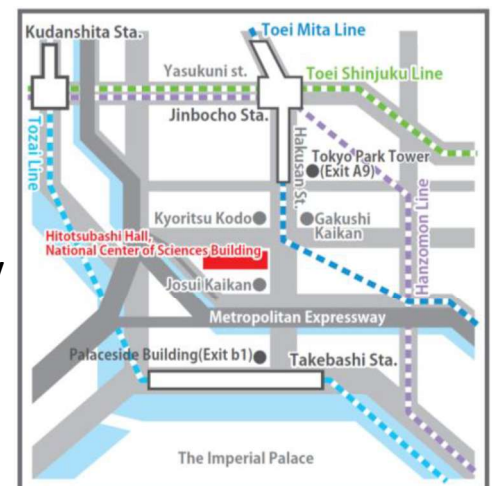 Kudanshita Sta.
Toei Mita Line
Yasukuni st.
Toei Shinjuku Line
Jinbocho Sta.
Tozai Line
Hakusan St.
Tokyo Park Tower
(Exit A9)
Hanzomon Line
Kyoritsu Kodo
Gakushi
Kaikan
Hitotsubashi Hall,
National Center of Sciences Building
Josui Kaikan
Metropolitan Expressway
Palaceside Building(Exit b1)
Takebashi Sta.
The Imperial Palace